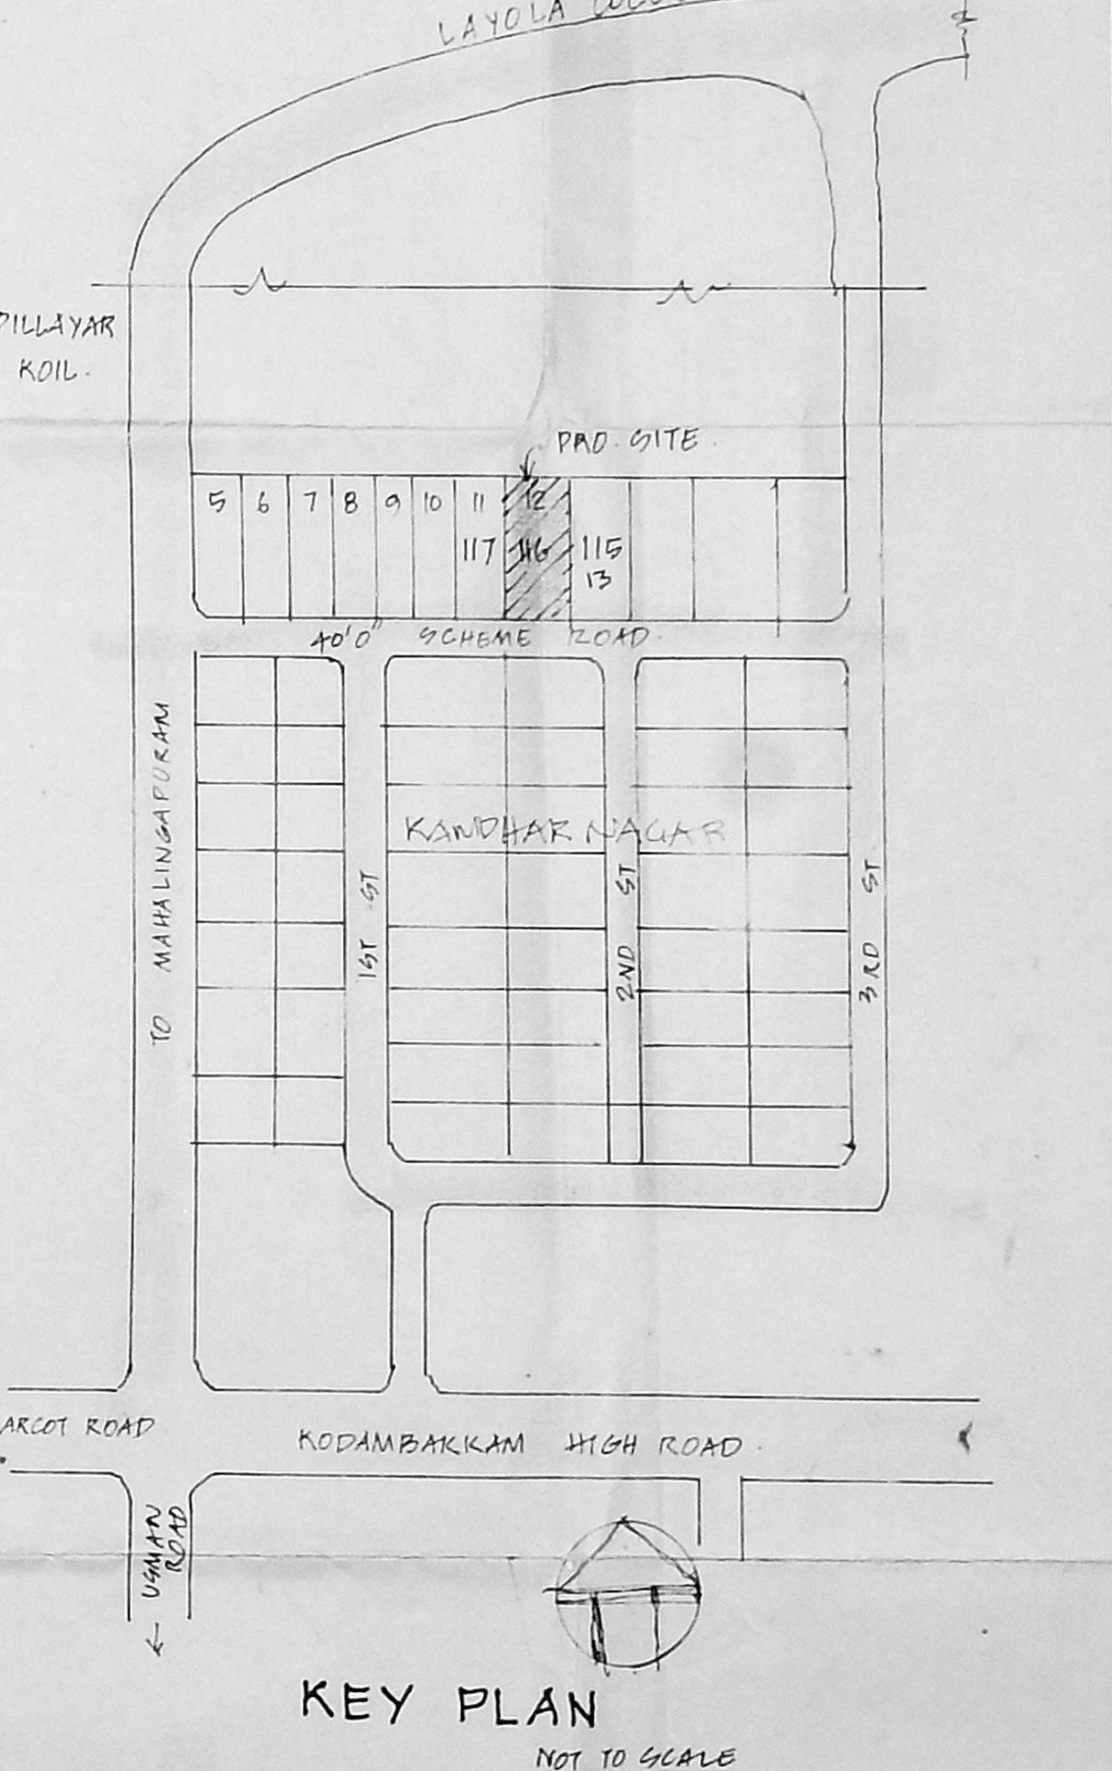 LAYOLA
PILLAYAR
KOIL.
PRO. SITE.
5 6 7 8 9 10 11 12
117 116 115
13
40'0" SCHEME ROAD.
TO MAHALINGAPURAM
KANDHAR NAGAR
1ST ST
2ND ST
3RD ST.
ARCOT ROAD
KODAMBAKKAM HIGH ROAD.
USMAN
ROAD
KEY PLAN
NOT TO SCALE